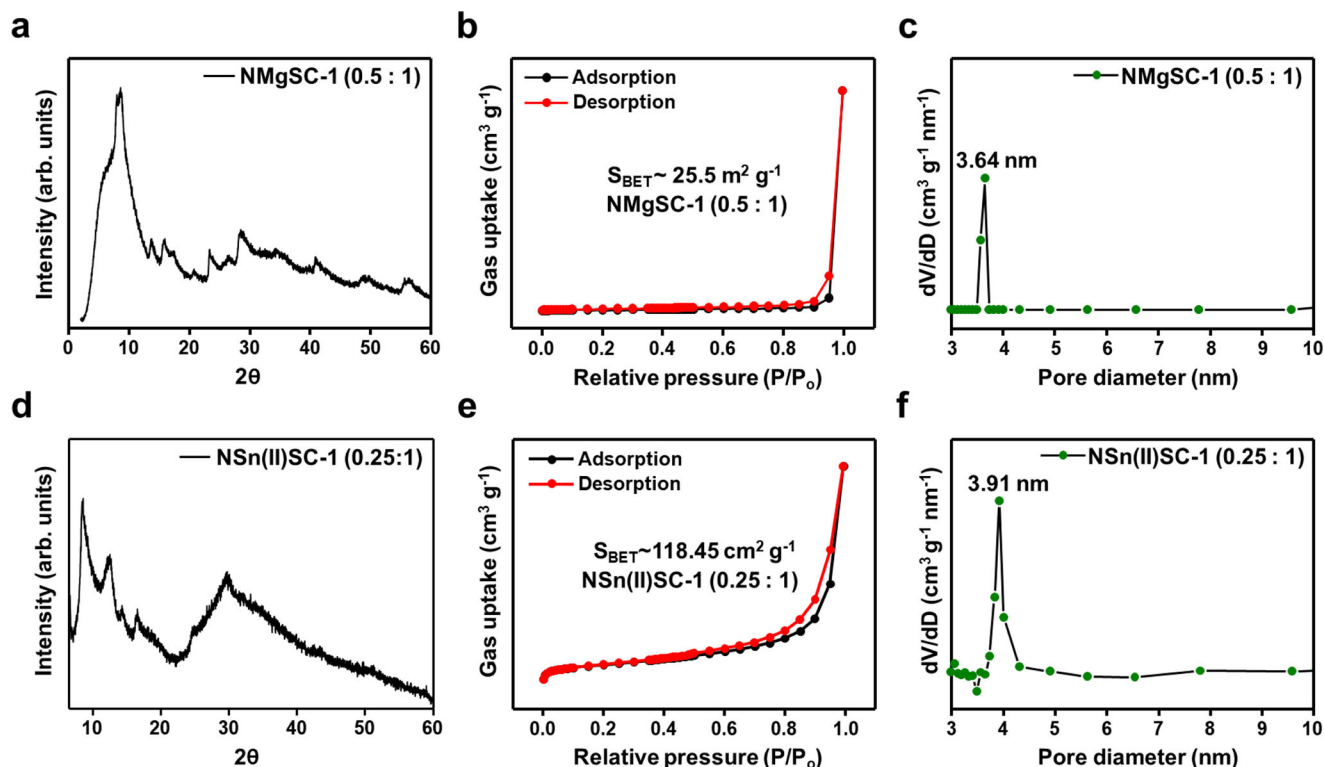 a
NMgSC-1 (0.5 : 1)
Intensity (arb. units)
0 10 20 30 40 50 60
2θ
b
Adsorption
Desorption
S_BET~ 25.5 m² g⁻¹
NMgSC-1 (0.5 : 1)
Gas uptake (cm³ g⁻¹)
0.0 0.2 0.4 0.6 0.8 1.0
Relative pressure (P/P₀)
c
NMgSC-1 (0.5 : 1)
3.64 nm
dV/dD (cm³ g⁻¹ nm⁻¹)
3 4 5 6 7 8 9 10
Pore diameter (nm)
d
NSn(II)SC-1 (0.25:1)
Intensity (arb. units)
10 20 30 40 50 60
2θ
e
Adsorption
Desorption
S_BET~118.45 cm² g⁻¹
NSn(II)SC-1 (0.25 : 1)
Gas uptake (cm³ g⁻¹)
0.0 0.2 0.4 0.6 0.8 1.0
Relative pressure (P/P₀)
f
NSn(II)SC-1 (0.25 : 1)
3.91 nm
dV/dD (cm³ g⁻¹ nm⁻¹)
3 4 5 6 7 8 9 10
Pore diameter (nm)